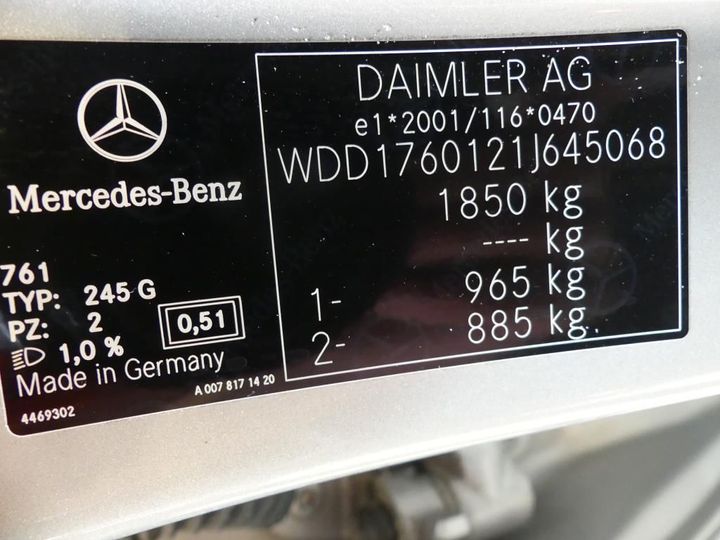 Mercedes-Benz
761
TYP: 245 G
PZ: 2
0,51
1,0 %
Made in Germany
A 007 817 14 20
4469302
DAIMLER AG
e1*2001/116*0470
WDD1760121J645068
1850 kg
---- kg
1- 965 kg
2- 885 kg